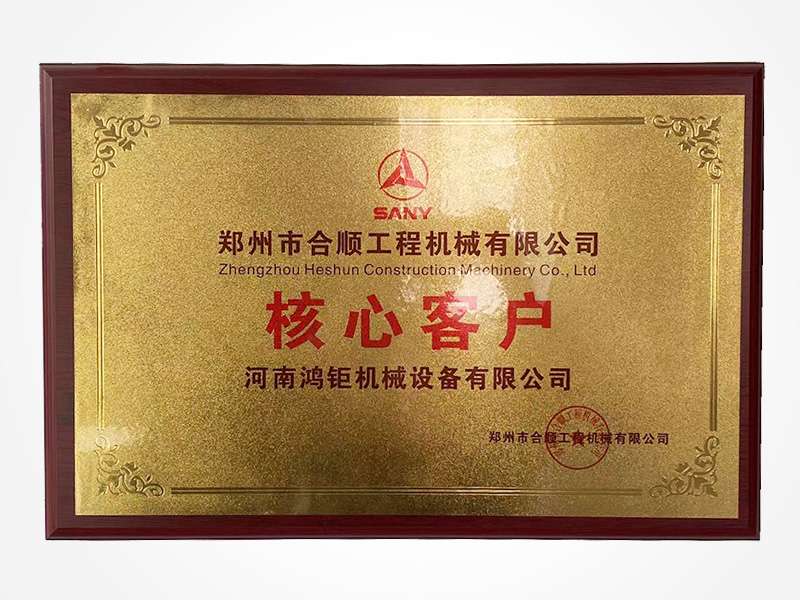 SANY
郑州市合顺工程机械有限公司
Zhengzhou Heshun Construction Machinery Co., Ltd
核心客户
河南鸿钜机械设备有限公司
郑州市合顺工程机械有限公司